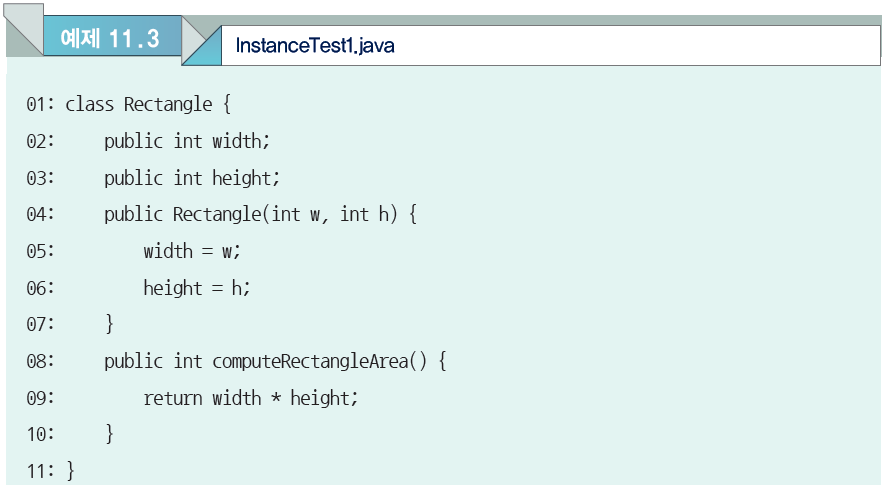 예제 11.3
InstanceTest1.java
01: class Rectangle {
02:     public int width;
03:     public int height;
04:     public Rectangle(int w, int h) {
05:         width = w;
06:         height = h;
07:     }
08:     public int computeRectangleArea() {
09:         return width * height;
10:     }
11: }